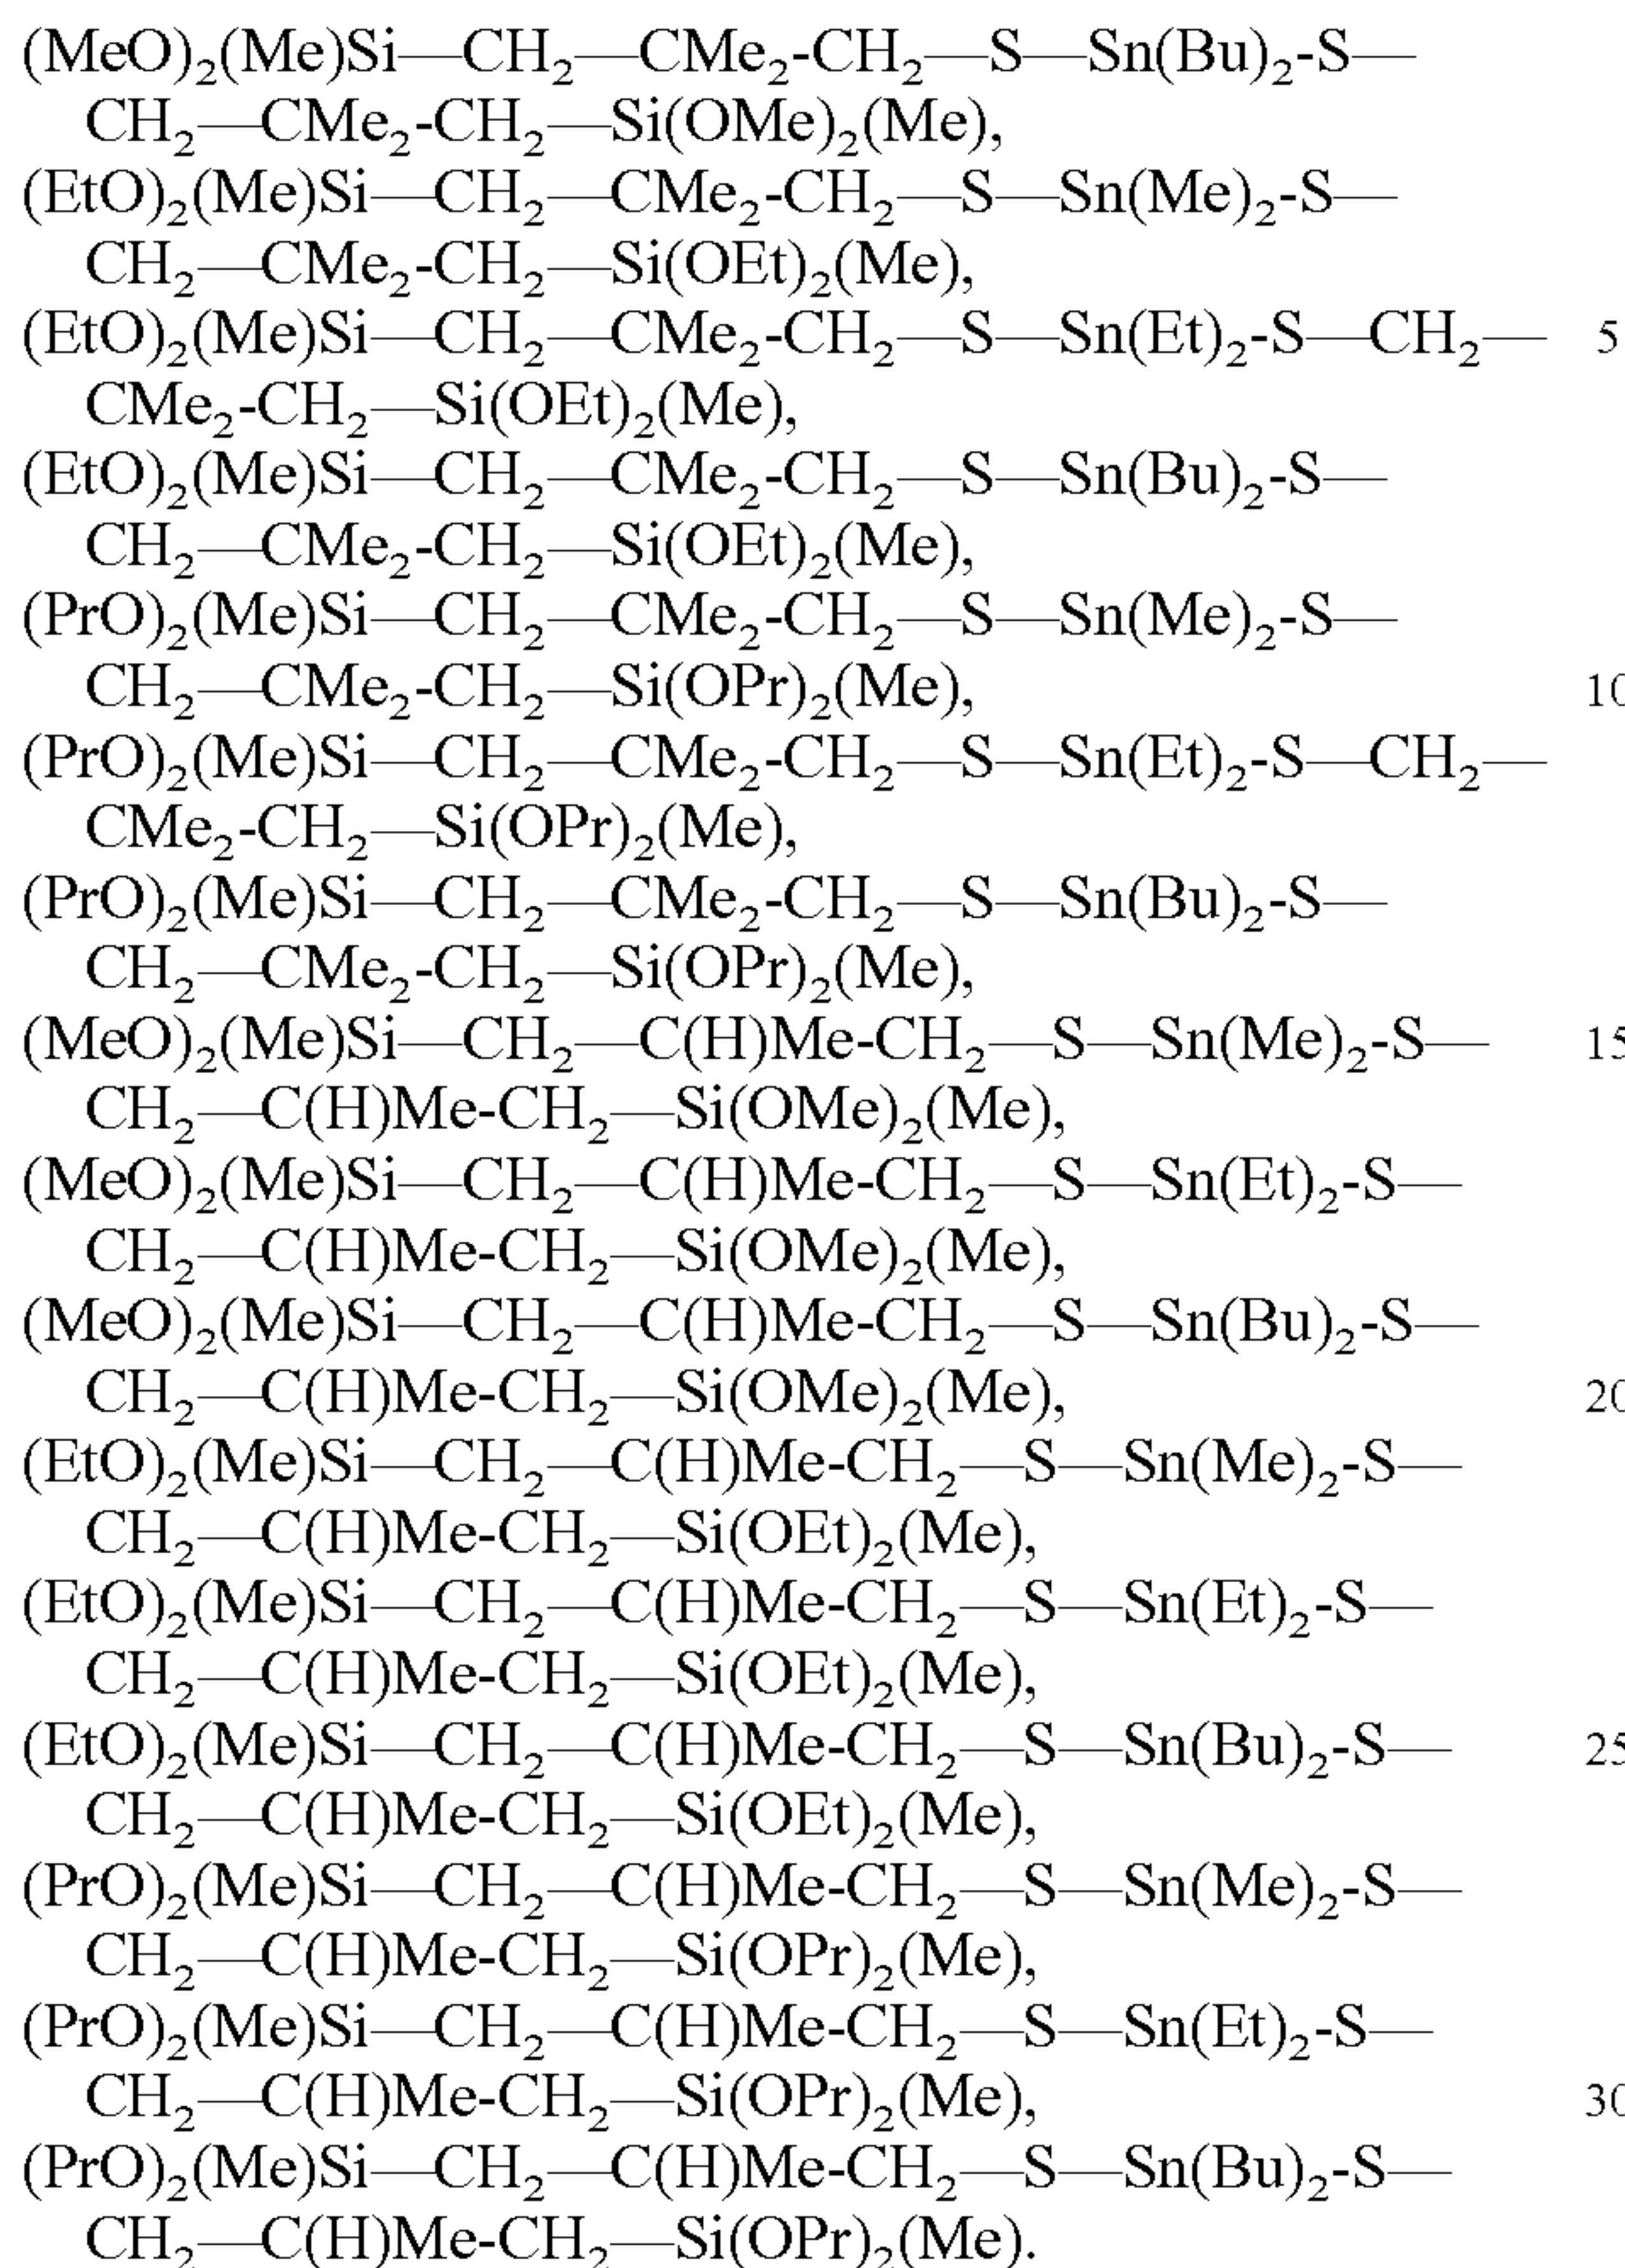 (MeO)₂(Me)Si—CH₂—CMe₂-CH₂—S—Sn(Bu)₂-S—
CH₂—CMe₂-CH₂—Si(OMe)₂(Me),
(EtO)₂(Me)Si—CH₂—CMe₂-CH₂—S—Sn(Me)₂-S—
CH₂—CMe₂-CH₂—Si(OEt)₂(Me),
(EtO)₂(Me)Si—CH₂—CMe₂-CH₂—S—Sn(Et)₂-S—CH₂— 5
CMe₂-CH₂—Si(OEt)₂(Me),
(EtO)₂(Me)Si—CH₂—CMe₂-CH₂—S—Sn(Bu)₂-S—
CH₂—CMe₂-CH₂—Si(OEt)₂(Me),
(PrO)₂(Me)Si—CH₂—CMe₂-CH₂—S—Sn(Me)₂-S—
CH₂—CMe₂-CH₂—Si(OPr)₂(Me), 10
(PrO)₂(Me)Si—CH₂—CMe₂-CH₂—S—Sn(Et)₂-S—CH₂—
CMe₂-CH₂—Si(OPr)₂(Me),
(PrO)₂(Me)Si—CH₂—CMe₂-CH₂—S—Sn(Bu)₂-S—
CH₂—CMe₂-CH₂—Si(OPr)₂(Me),
(MeO)₂(Me)Si—CH₂—C(H)Me-CH₂—S—Sn(Me)₂-S— 15
CH₂—C(H)Me-CH₂—Si(OMe)₂(Me),
(MeO)₂(Me)Si—CH₂—C(H)Me-CH₂—S—Sn(Et)₂-S—
CH₂—C(H)Me-CH₂—Si(OMe)₂(Me),
(MeO)₂(Me)Si—CH₂—C(H)Me-CH₂—S—Sn(Bu)₂-S—
CH₂—C(H)Me-CH₂—Si(OMe)₂(Me), 20
(EtO)₂(Me)Si—CH₂—C(H)Me-CH₂—S—Sn(Me)₂-S—
CH₂—C(H)Me-CH₂—Si(OEt)₂(Me),
(EtO)₂(Me)Si—CH₂—C(H)Me-CH₂—S—Sn(Et)₂-S—
CH₂—C(H)Me-CH₂—Si(OEt)₂(Me),
(EtO)₂(Me)Si—CH₂—C(H)Me-CH₂—S—Sn(Bu)₂-S— 25
CH₂—C(H)Me-CH₂—Si(OEt)₂(Me),
(PrO)₂(Me)Si—CH₂—C(H)Me-CH₂—S—Sn(Me)₂-S—
CH₂—C(H)Me-CH₂—Si(OPr)₂(Me),
(PrO)₂(Me)Si—CH₂—C(H)Me-CH₂—S—Sn(Et)₂-S—
CH₂—C(H)Me-CH₂—Si(OPr)₂(Me), 30
(PrO)₂(Me)Si—CH₂—C(H)Me-CH₂—S—Sn(Bu)₂-S—
CH₂—C(H)Me-CH₂—Si(OPr)₂(Me).